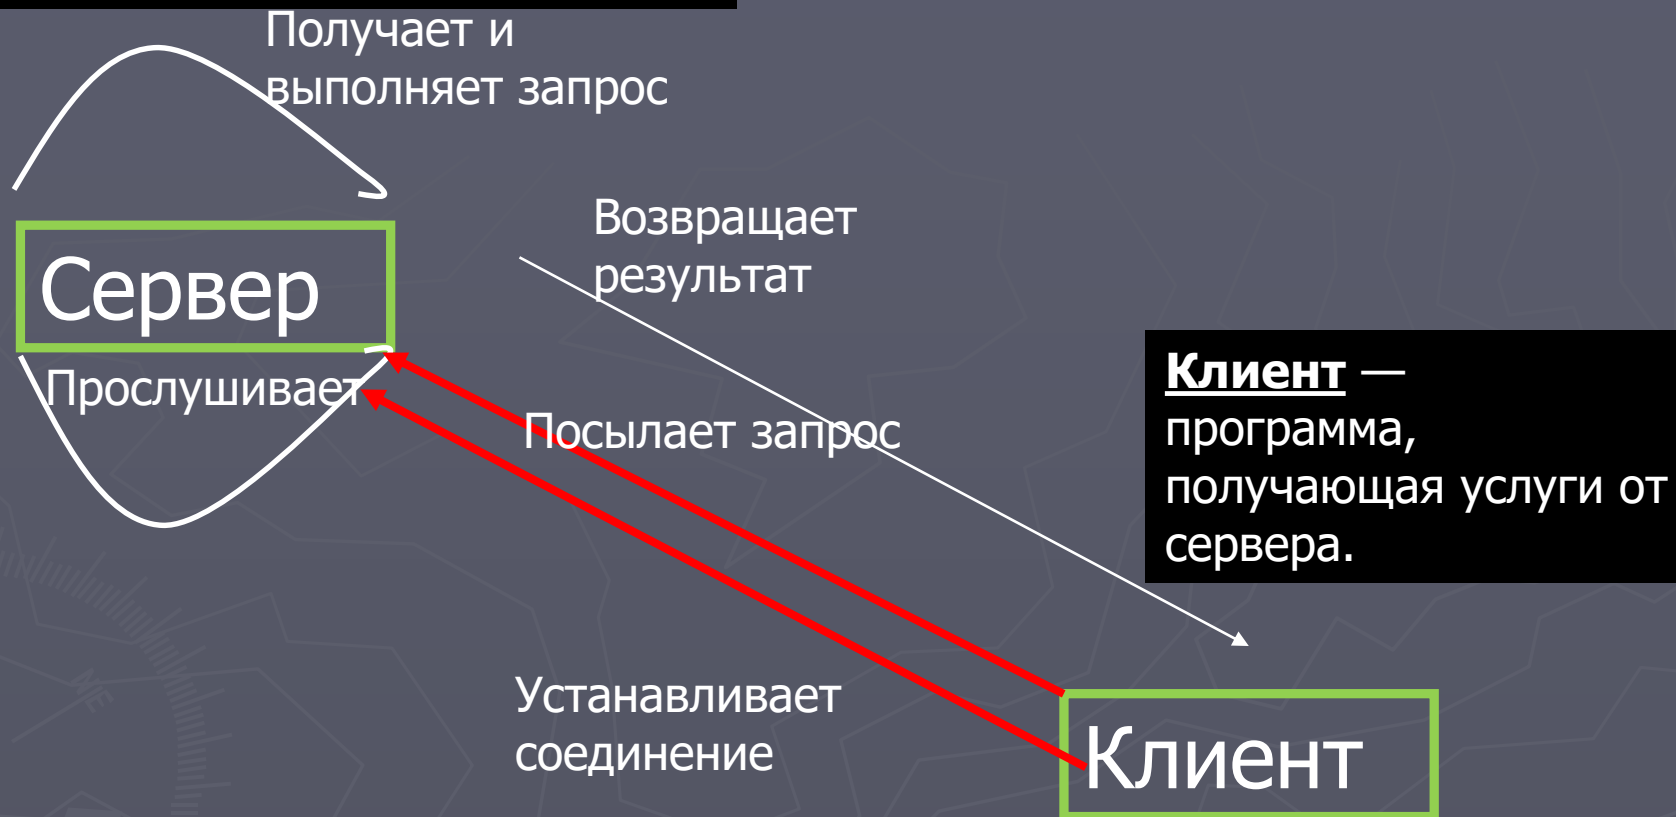 Получает и
выполняет запрос
Возвращает
результат
Сервер
Прослушивает
Посылает запрос
Клиент —
программа,
получающая услуги от
сервера.
Устанавливает
соединение
Клиент